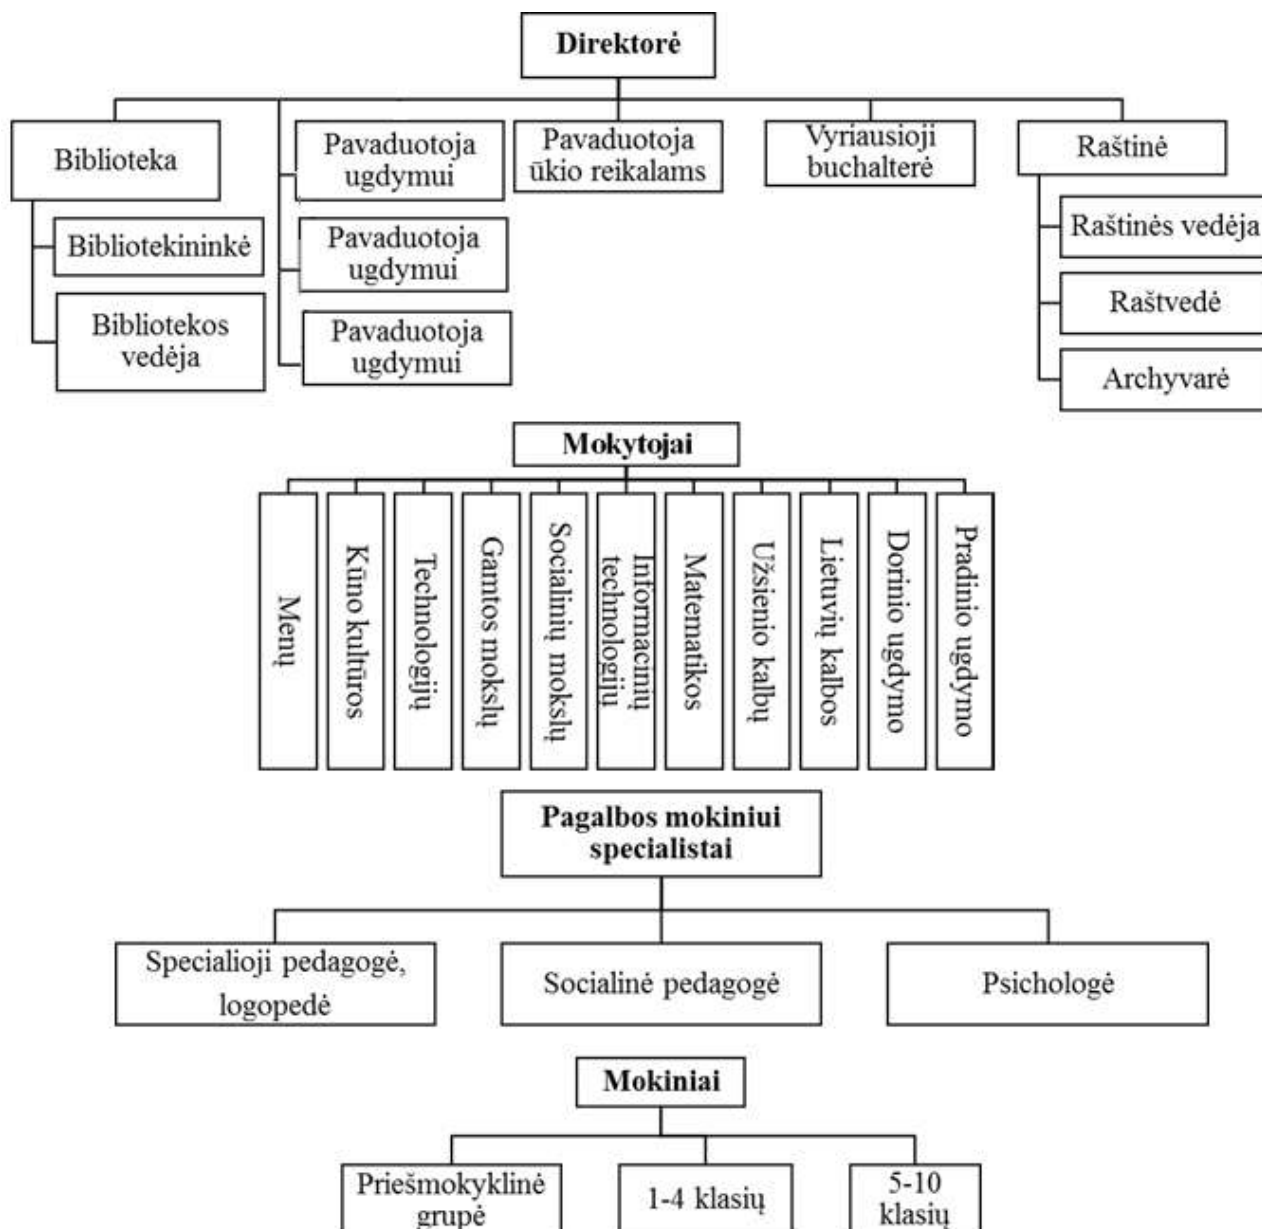 Direktorė
Biblioteka
Bibliotekininkė
Bibliotekos
vedėja
Pavaduotoja
ugdymui
Pavaduotoja
ugdymui
Pavaduotoja
ugdymui
Pavaduotoja
ūkio reikalams
Vyriausioji
buchalterė
Raštinė
Raštinės vedėja
Raštvedė
Archyvarė
Mokytojai
Menų
Kūno kultūros
Technologijų
Gamtos mokslų
Socialinių mokslų
Informacinių
technologijų
Matematikos
Užsienio kalbų
Lietuvių kalbos
Dorinio ugdymo
Pradinio ugdymo
Pagalbos mokiniui
specialistai
Specialioji pedagogė,
logopedė
Socialinė pedagogė
Psichologė
Mokiniai
Priešmokyklinė
grupė
1-4 klasių
5-10
klasių